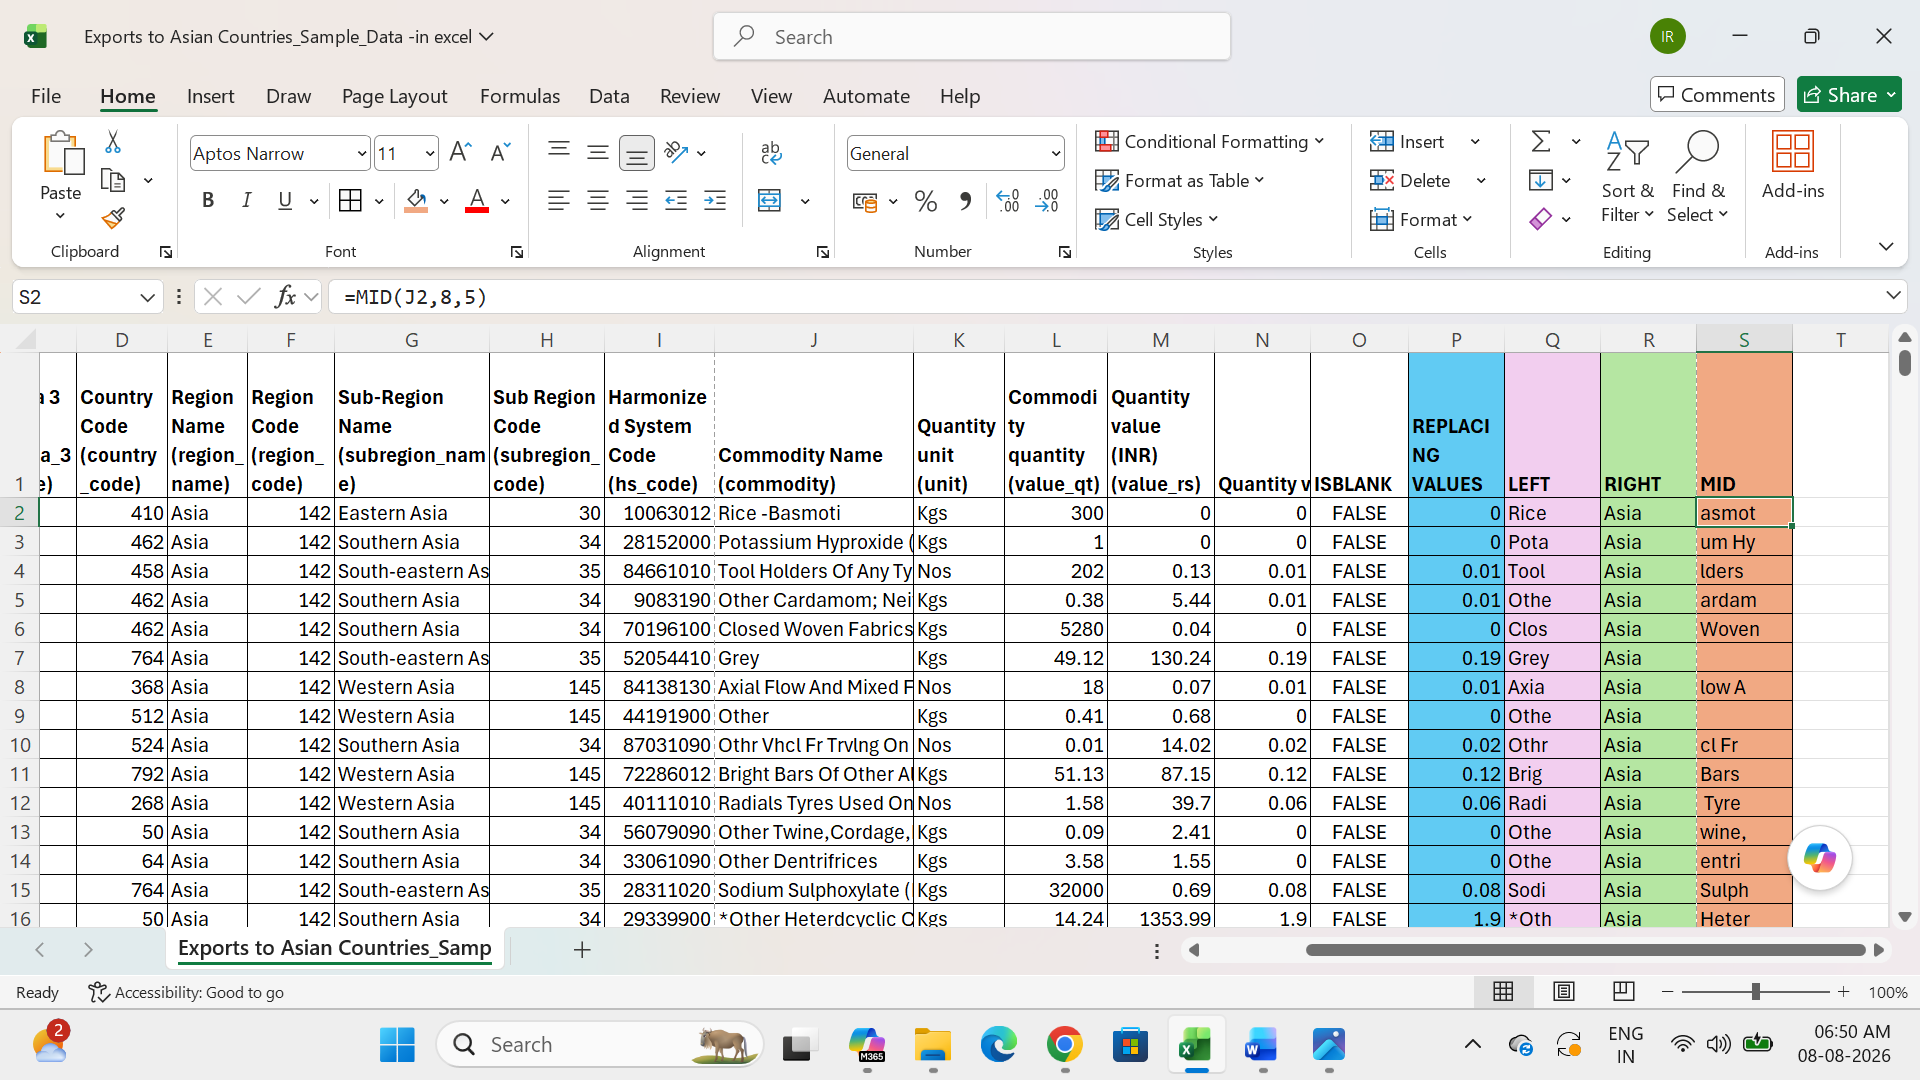 Exports to Asian Countries_Sample_Data -in excel
Search
IR
File Home Insert Draw Page Layout Formulas Data Review View Automate Help
Comments Share
Paste
Aptos Narrow 11
B I U
General
Conditional Formatting
Format as Table
Cell Styles
Insert
Delete
Format
Sort & Filter
Find & Select
Add-ins
Clipboard Font Alignment Number Styles Cells Editing Add-ins
S2 fx =MID(J2,8,5)
D E F G H I J K L M N O P Q R S T
1 a 3 a_3 e) Country Code (country_code) Region Name (region_name) Region Code (region_code) Sub-Region Name (subregion_name) Sub Region Code (subregion_code) Harmonized System Code (hs_code) Commodity Name (commodity) Quantity unit (unit) Commodity quantity (value_qt) Quantity value (INR) (value_rs) Quantity v ISBLANK REPLACING VALUES LEFT RIGHT MID
2 410 Asia 142 Eastern Asia 30 10063012 Rice -Basmoti Kgs 300 0 0 FALSE 0 Rice Asia asmot
3 462 Asia 142 Southern Asia 34 28152000 Potassium Hyproxide ( Kgs 1 0 0 FALSE 0 Pota Asia um Hy
4 458 Asia 142 South-eastern As 35 84661010 Tool Holders Of Any Ty Nos 202 0.13 0.01 FALSE 0.01 Tool Asia lders
5 462 Asia 142 Southern Asia 34 9083190 Other Cardamom; Nei Kgs 0.38 5.44 0.01 FALSE 0.01 Othe Asia ardam
6 462 Asia 142 Southern Asia 34 70196100 Closed Woven Fabrics Kgs 5280 0.04 0 FALSE 0 Clos Asia Woven
7 764 Asia 142 South-eastern As 35 52054410 Grey Kgs 49.12 130.24 0.19 FALSE 0.19 Grey Asia
8 368 Asia 142 Western Asia 145 84138130 Axial Flow And Mixed F Nos 18 0.07 0.01 FALSE 0.01 Axia Asia low A
9 512 Asia 142 Western Asia 145 44191900 Other Kgs 0.41 0.68 0 FALSE 0 Othe Asia
10 524 Asia 142 Southern Asia 34 87031090 Othr Vhcl Fr Trvlng On Nos 0.01 14.02 0.02 FALSE 0.02 Othr Asia cl Fr
11 792 Asia 142 Western Asia 145 72286012 Bright Bars Of Other Al Kgs 51.13 87.15 0.12 FALSE 0.12 Brig Asia Bars
12 268 Asia 142 Western Asia 145 40111010 Radials Tyres Used On Nos 1.58 39.7 0.06 FALSE 0.06 Radi Asia Tyre
13 50 Asia 142 Southern Asia 34 56079090 Other Twine,Cordage, Kgs 0.09 2.41 0 FALSE 0 Othe Asia wine,
14 64 Asia 142 Southern Asia 34 33061090 Other Dentrifrices Kgs 3.58 1.55 0 FALSE 0 Othe Asia entri
15 764 Asia 142 South-eastern As 35 28311020 Sodium Sulphoxylate ( Kgs 32000 0.69 0.08 FALSE 0.08 Sodi Asia Sulph
16 50 Asia 142 Southern Asia 34 29339900 *Other Heterdcyclic C Kgs 14.24 1353.99 1.9 FALSE 1.9 *Oth Asia Heter
Exports to Asian Countries_Samp
Ready Accessibility: Good to go 100%
2 Search M365 ENG IN 06:50 AM
08-08-2026